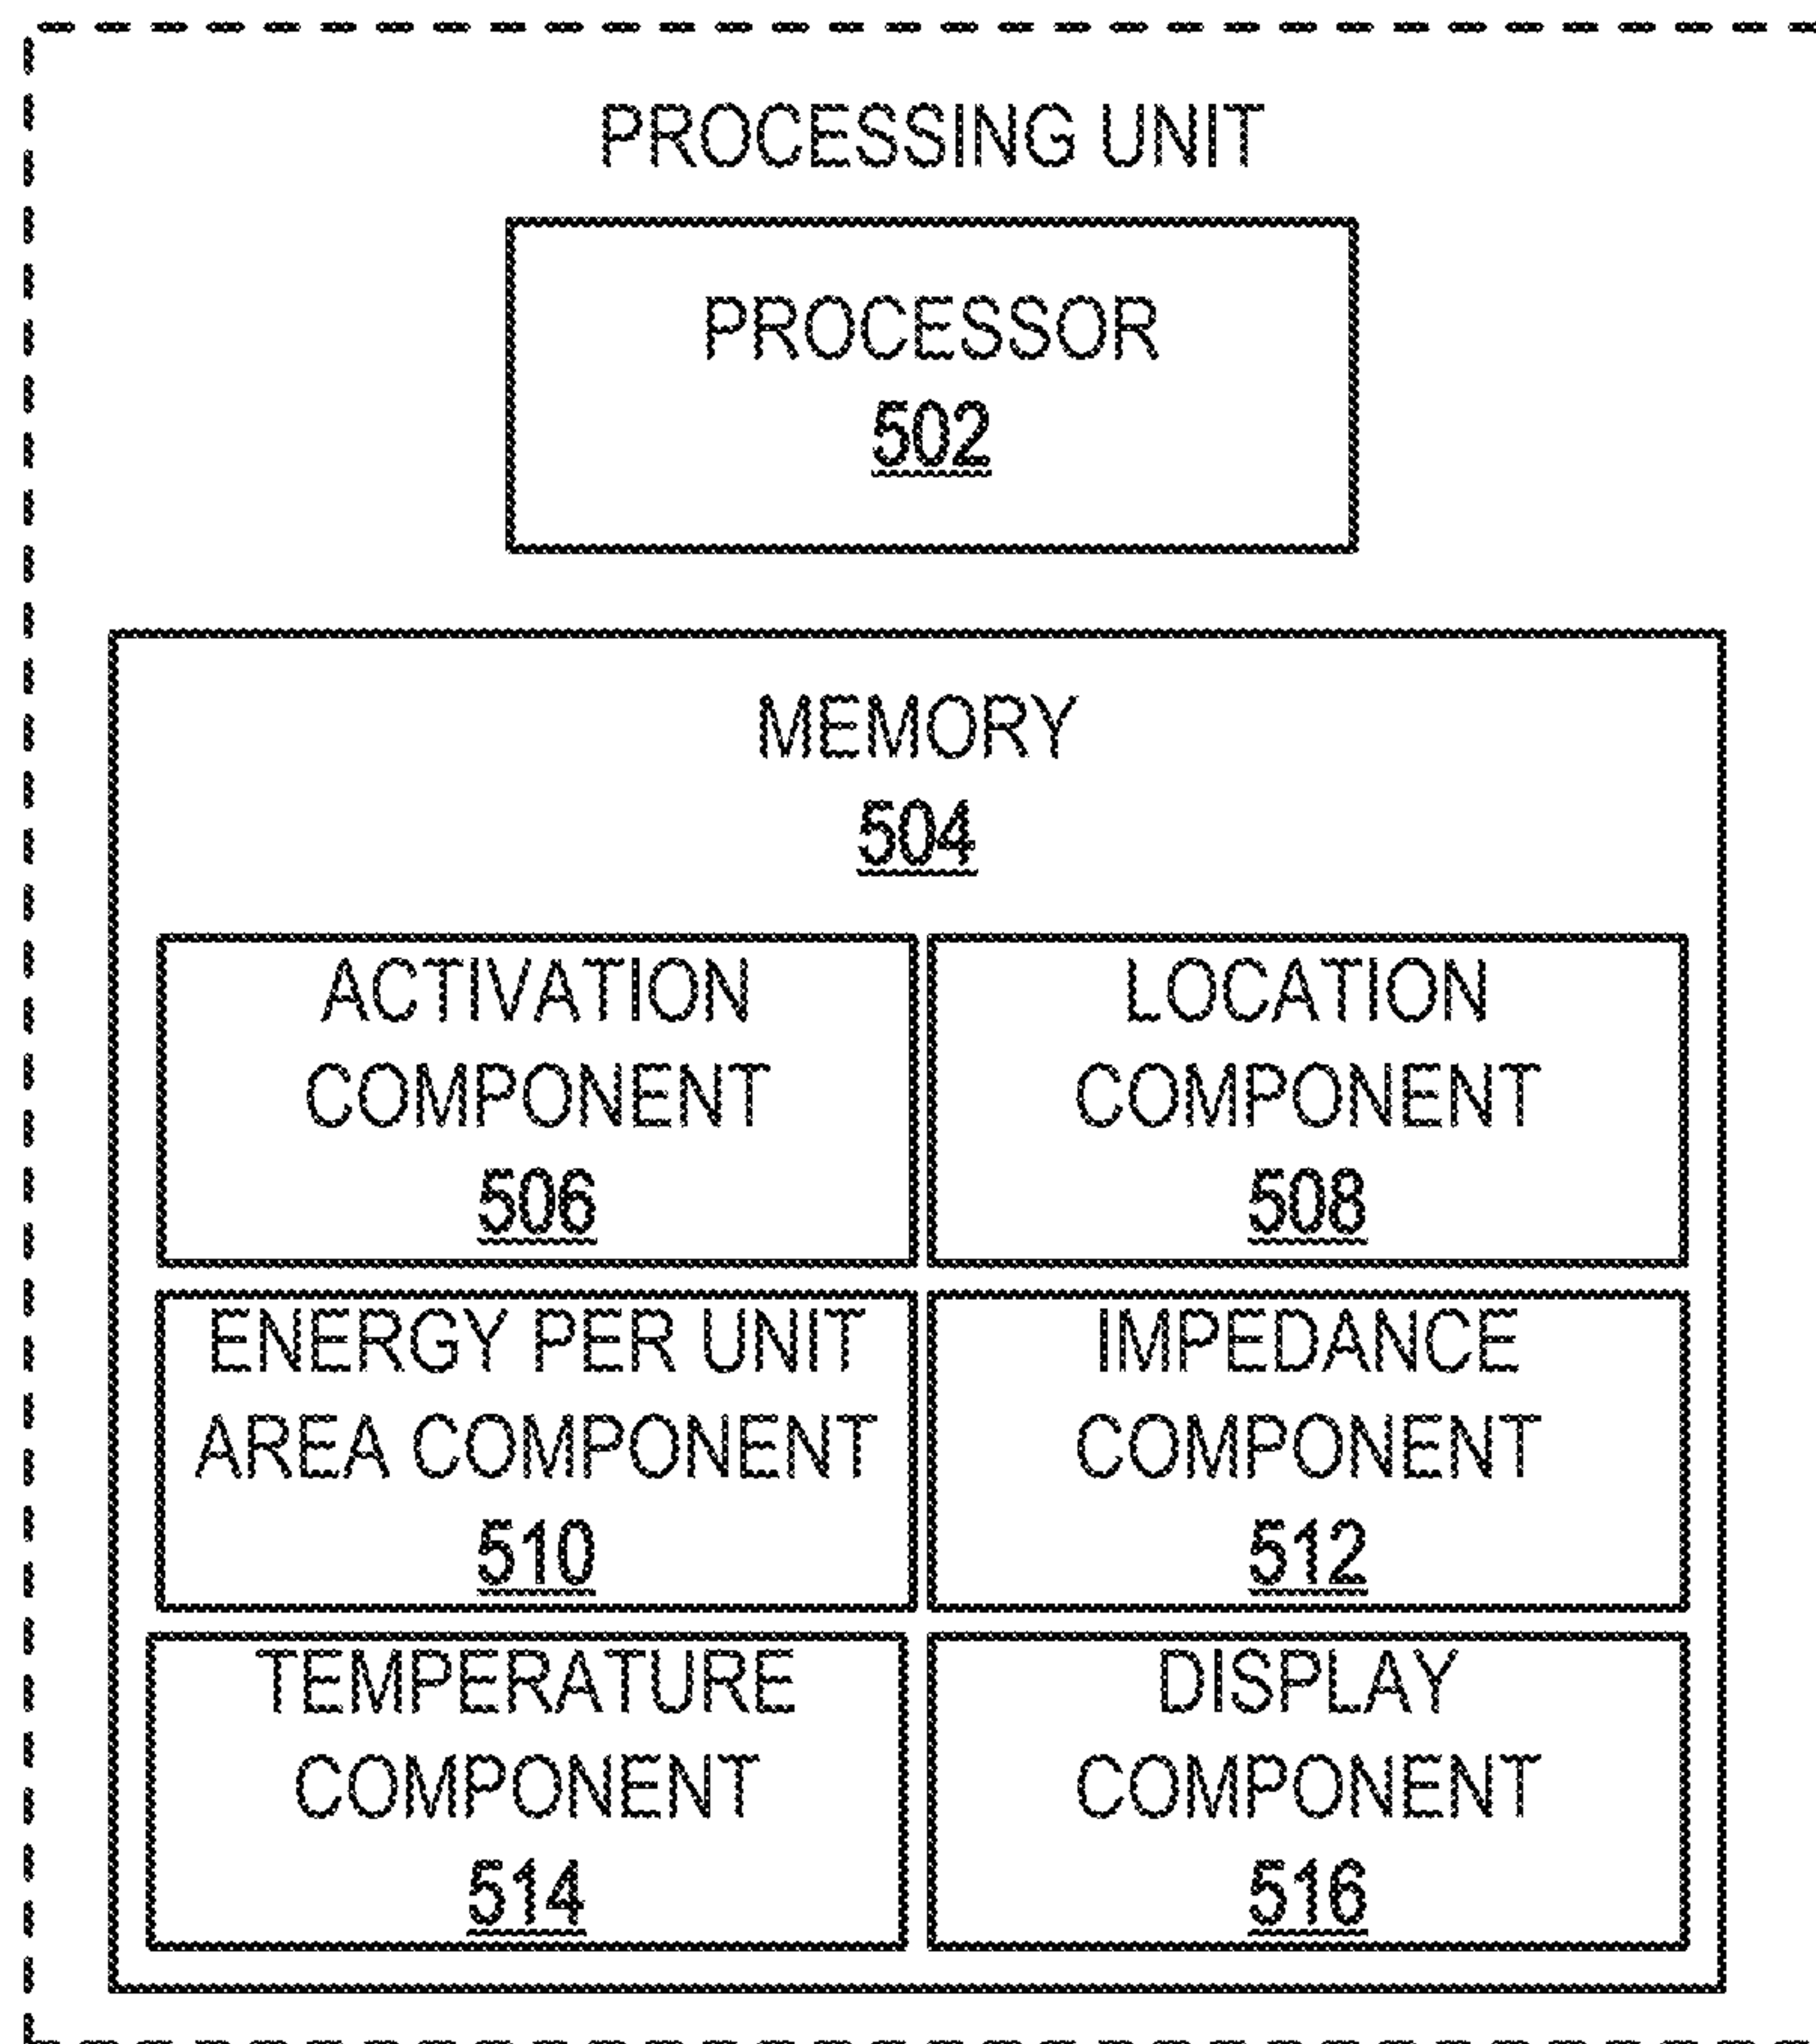 PROCESSING UNIT
PROCESSOR
502
MEMORY
504
ACTIVATION
COMPONENT
506
LOCATION
COMPONENT
508
ENERGY PER UNIT
AREA COMPONENT
510
IMPEDANCE
COMPONENT
512
TEMPERATURE
COMPONENT
514
DISPLAY
COMPONENT
516